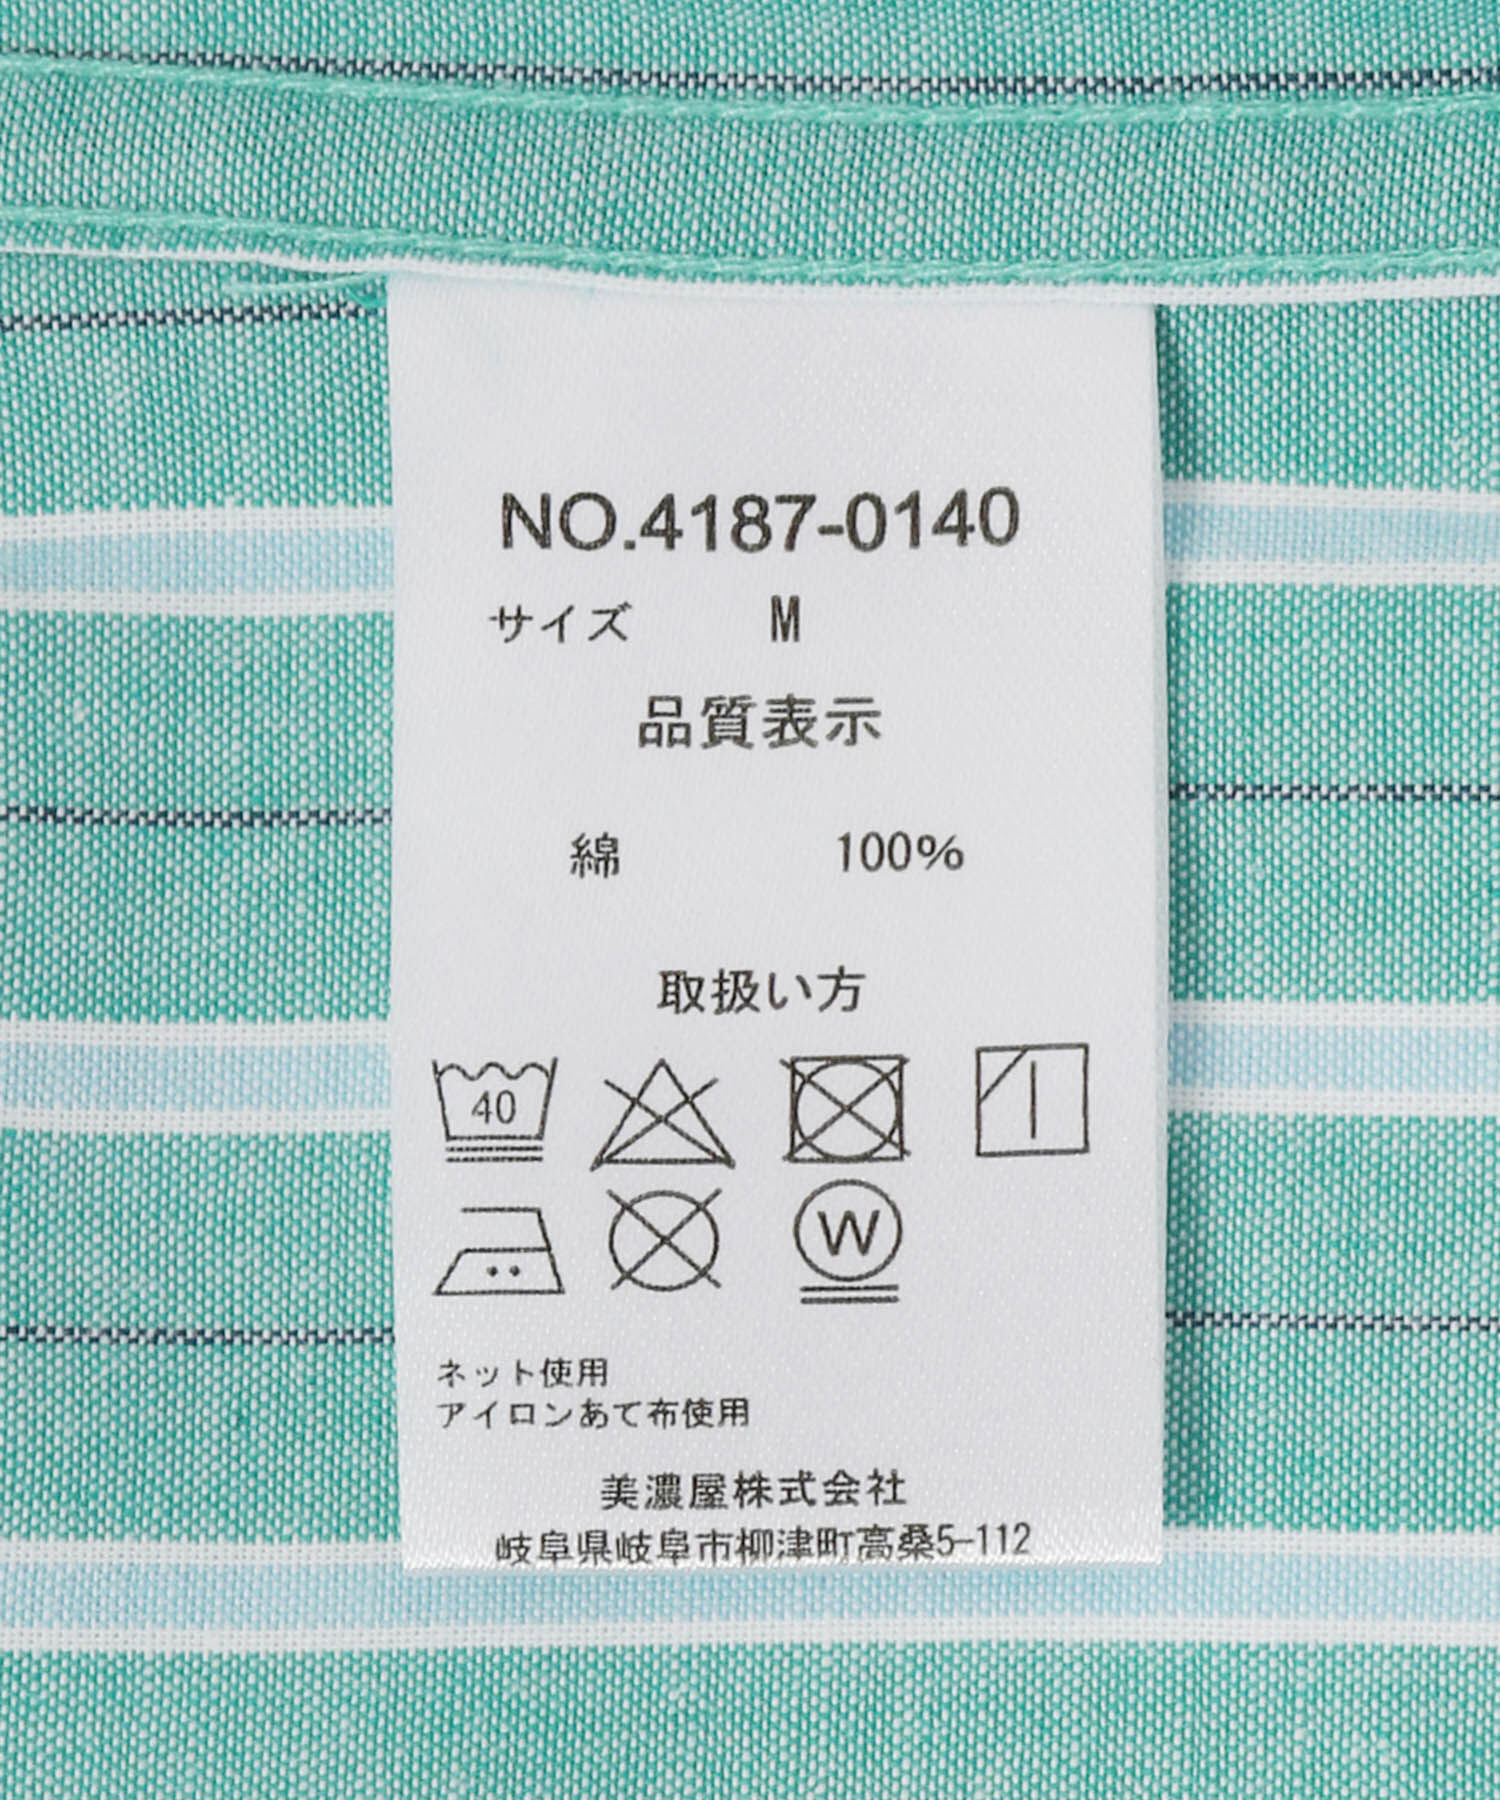 NO.4187-0140
サイズ M
品質表示
綿 100%
取扱い方
40
W
ネット使用
アイロンあて布使用
美濃屋株式会社
岐阜県岐阜市柳津町高桑5-112